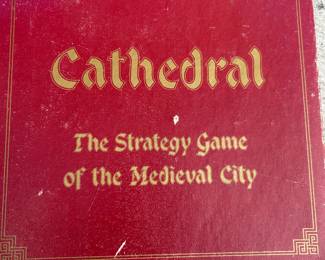 Cathedral
The Strategy Game
of the Medieval City